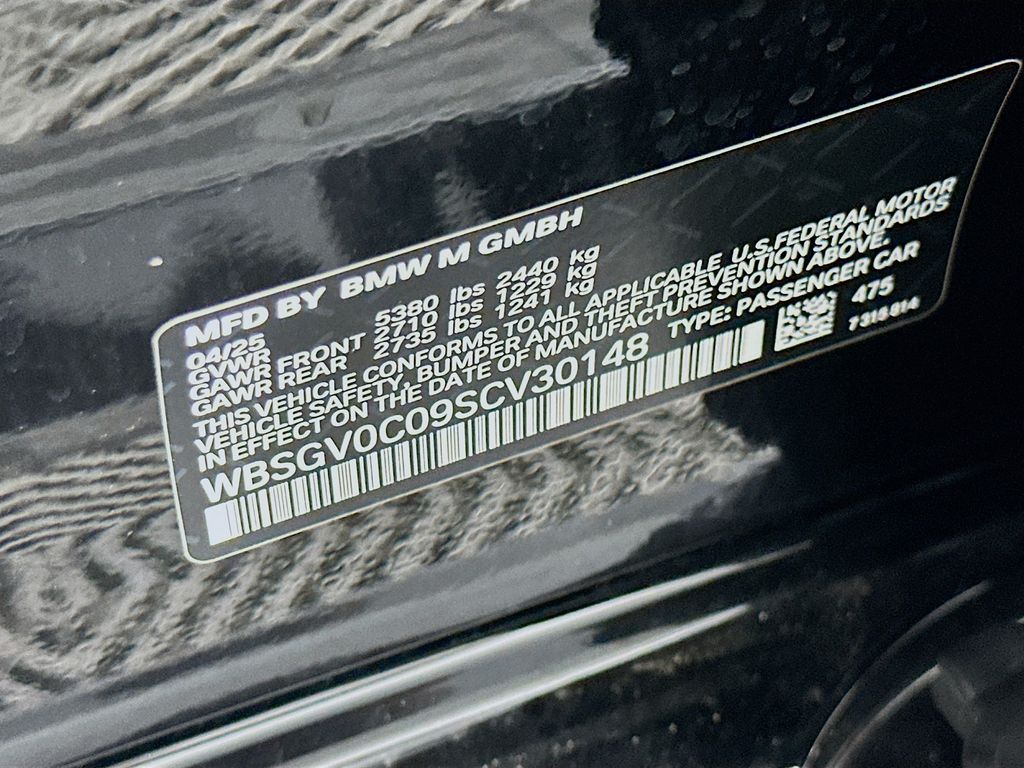 MFD BY BMW M GMBH
04/25
GVWR 5380 lbs 2440 kg
GAWR FRONT 2710 lbs 1229 kg
GAWR REAR 2735 lbs 1241 kg
THIS VEHICLE CONFORMS TO ALL APPLICABLE U.S.FEDERAL MOTOR
VEHICLE SAFETY, BUMPER AND THEFT PREVENTION STANDARDS
IN EFFECT ON THE DATE OF MANUFACTURE SHOWN ABOVE.
WBSGV0C09SCV30148 TYPE: PASSENGER CAR
475
7316814